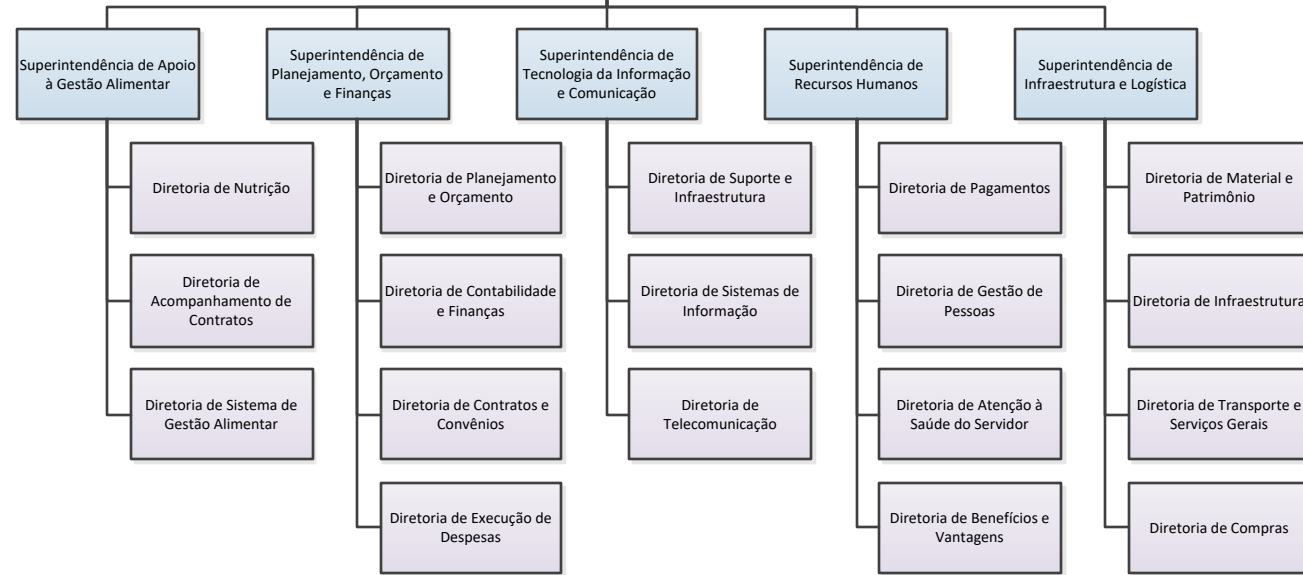 Superintendência de Apoio
à Gestão Alimentar
Superintendência de
Planejamento, Orçamento
e Finanças
Superintendência de
Tecnologia da Informação
e Comunicação
Superintendência de
Recursos Humanos
Superintendência de
Infraestrutura e Logística
Diretoria de Nutrição
Diretoria de Planejamento
e Orçamento
Diretoria de Suporte e
Infraestrutura
Diretoria de Pagamentos
Diretoria de Material e
Patrimônio
Diretoria de
Acompanhamento de
Contratos
Diretoria de Contabilidade
e Finanças
Diretoria de Sistemas de
Informação
Diretoria de Gestão de
Pessoas
Diretoria de Infraestrutura
Diretoria de Sistema de
Gestão Alimentar
Diretoria de Contratos e
Convênios
Diretoria de
Telecomunicação
Diretoria de Atenção à
Saúde do Servidor
Diretoria de Transporte e
Serviços Gerais
Diretoria de Execução de
Despesas
Diretoria de Benefícios e
Vantagens
Diretoria de Compras